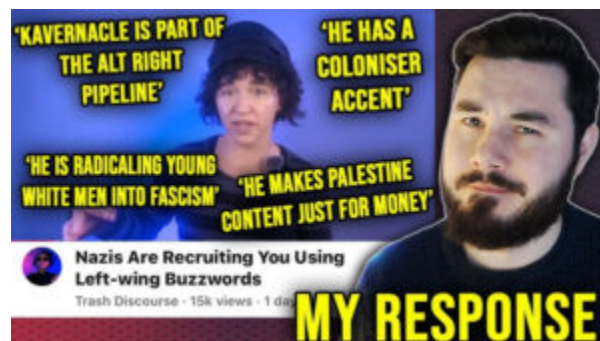 'KAVERNACLE IS PART OF
THE ALT RIGHT
PIPELINE'
'HE HAS A
COLONISER
ACCENT'
'HE IS RADICALING YOUNG
WHITE MEN INTO FASCISM'
'HE MAKES PALESTINE
CONTENT JUST FOR MONEY'
Nazis Are Recruiting You Using
Left-wing Buzzwords
Trash Discourse · 15k views · 1 day
MY RESPONSE